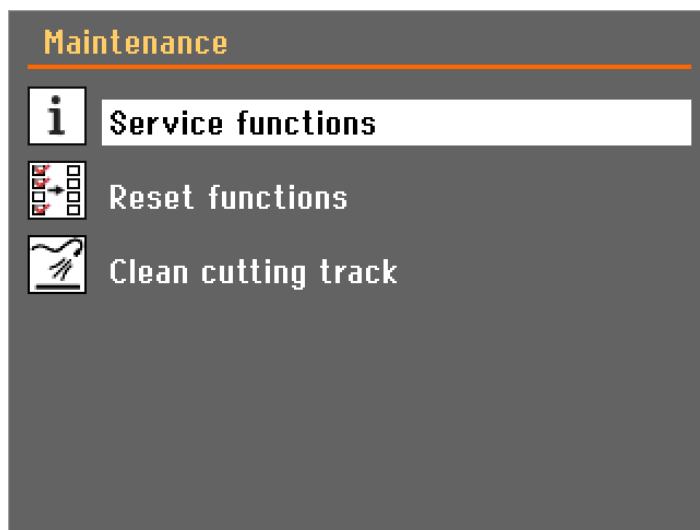 Maintenance
i
Service functions
Reset functions
Clean cutting track